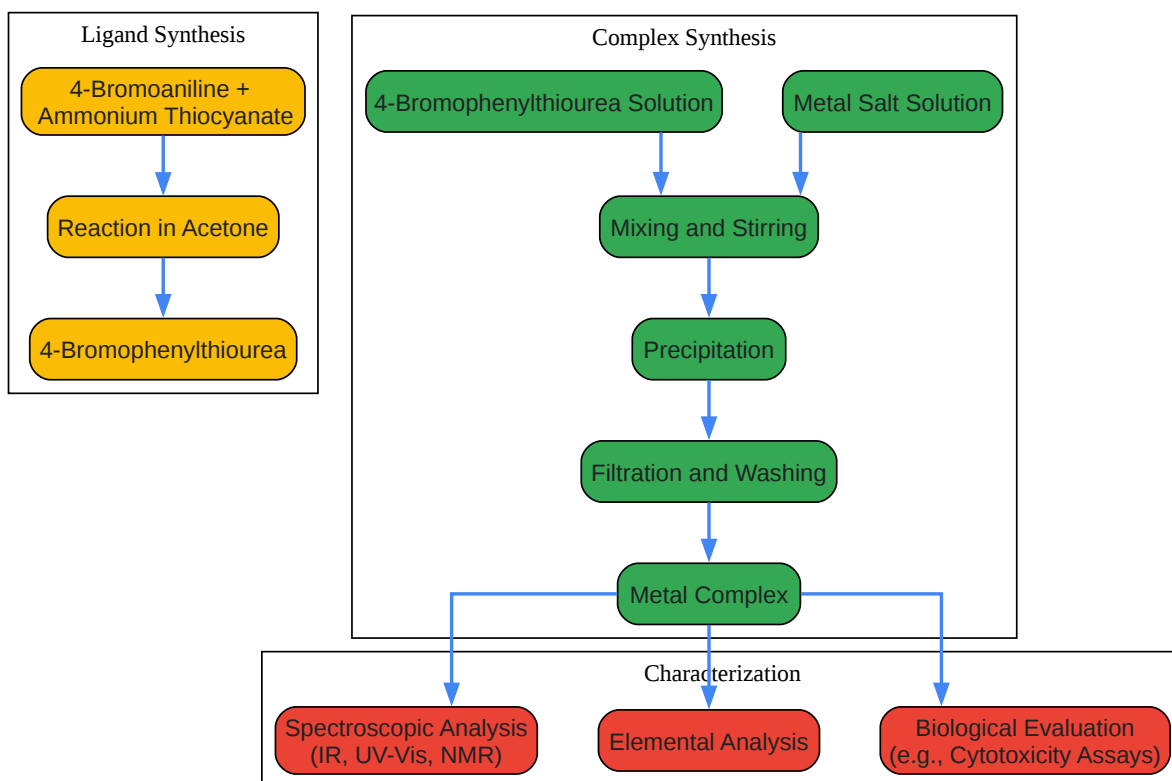 Ligand Synthesis
4-Bromoaniline +
Ammonium Thiocyanate
Reaction in Acetone
4-Bromophenylthiourea
Complex Synthesis
4-Bromophenylthiourea Solution
Metal Salt Solution
Mixing and Stirring
Precipitation
Filtration and Washing
Metal Complex
Characterization
Spectroscopic Analysis
(IR, UV-Vis, NMR)
Elemental Analysis
Biological Evaluation
(e.g., Cytotoxicity Assays)